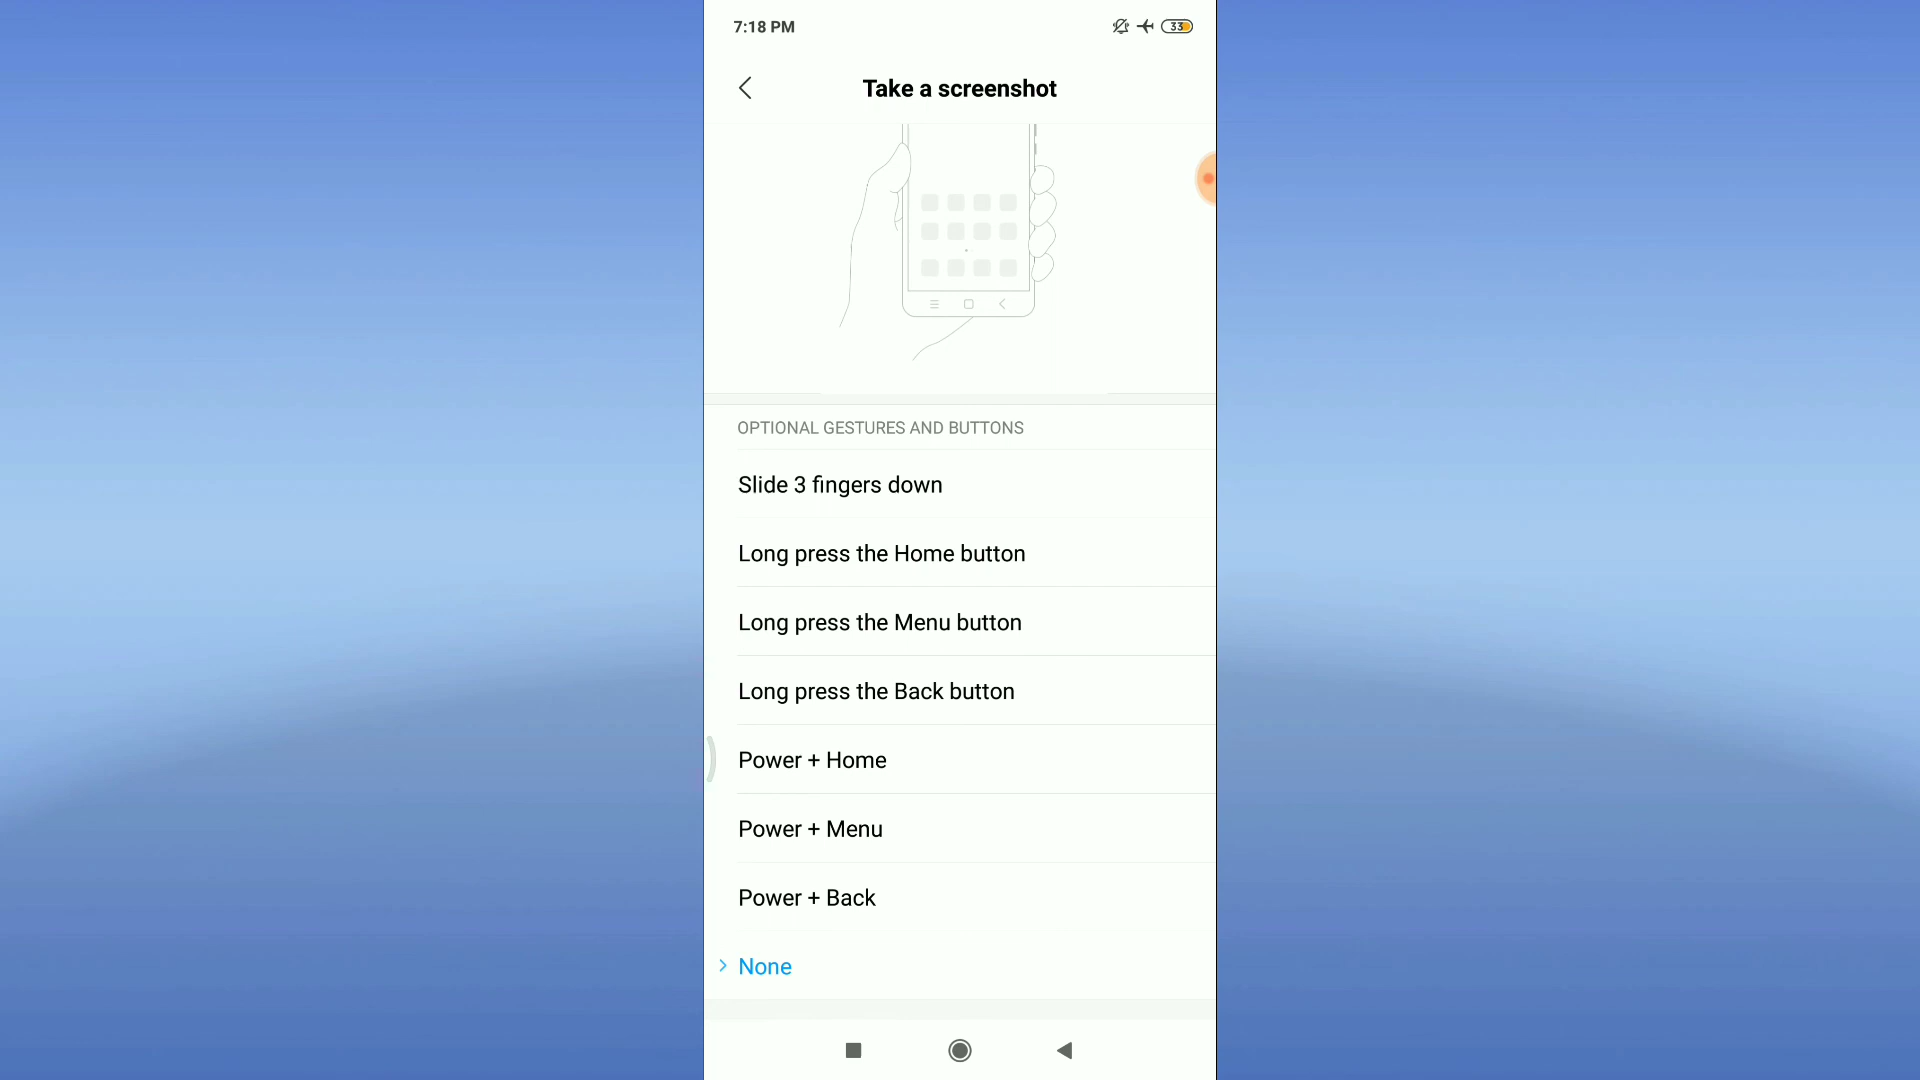 7:18 PM
33
Take a screenshot
OPTIONAL GESTURES AND BUTTONS
Slide 3 fingers down
Long press the Home button
Long press the Menu button
Long press the Back button
Power + Home
Power + Menu
Power + Back
None